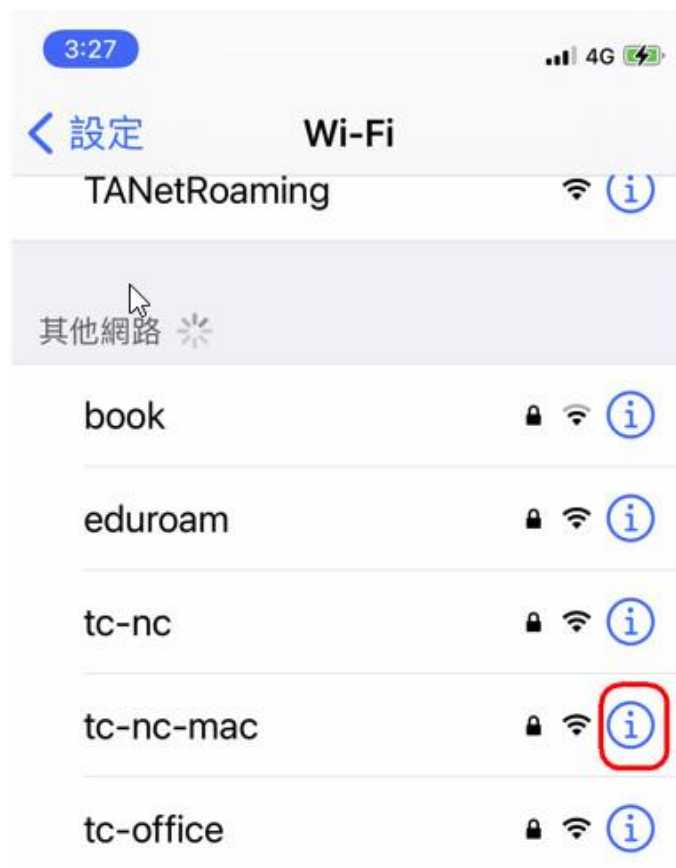 3:27 4G
設定 Wi-Fi
TANetRoaming
其他網路
book
eduroam
tc-nc
tc-nc-mac
tc-office